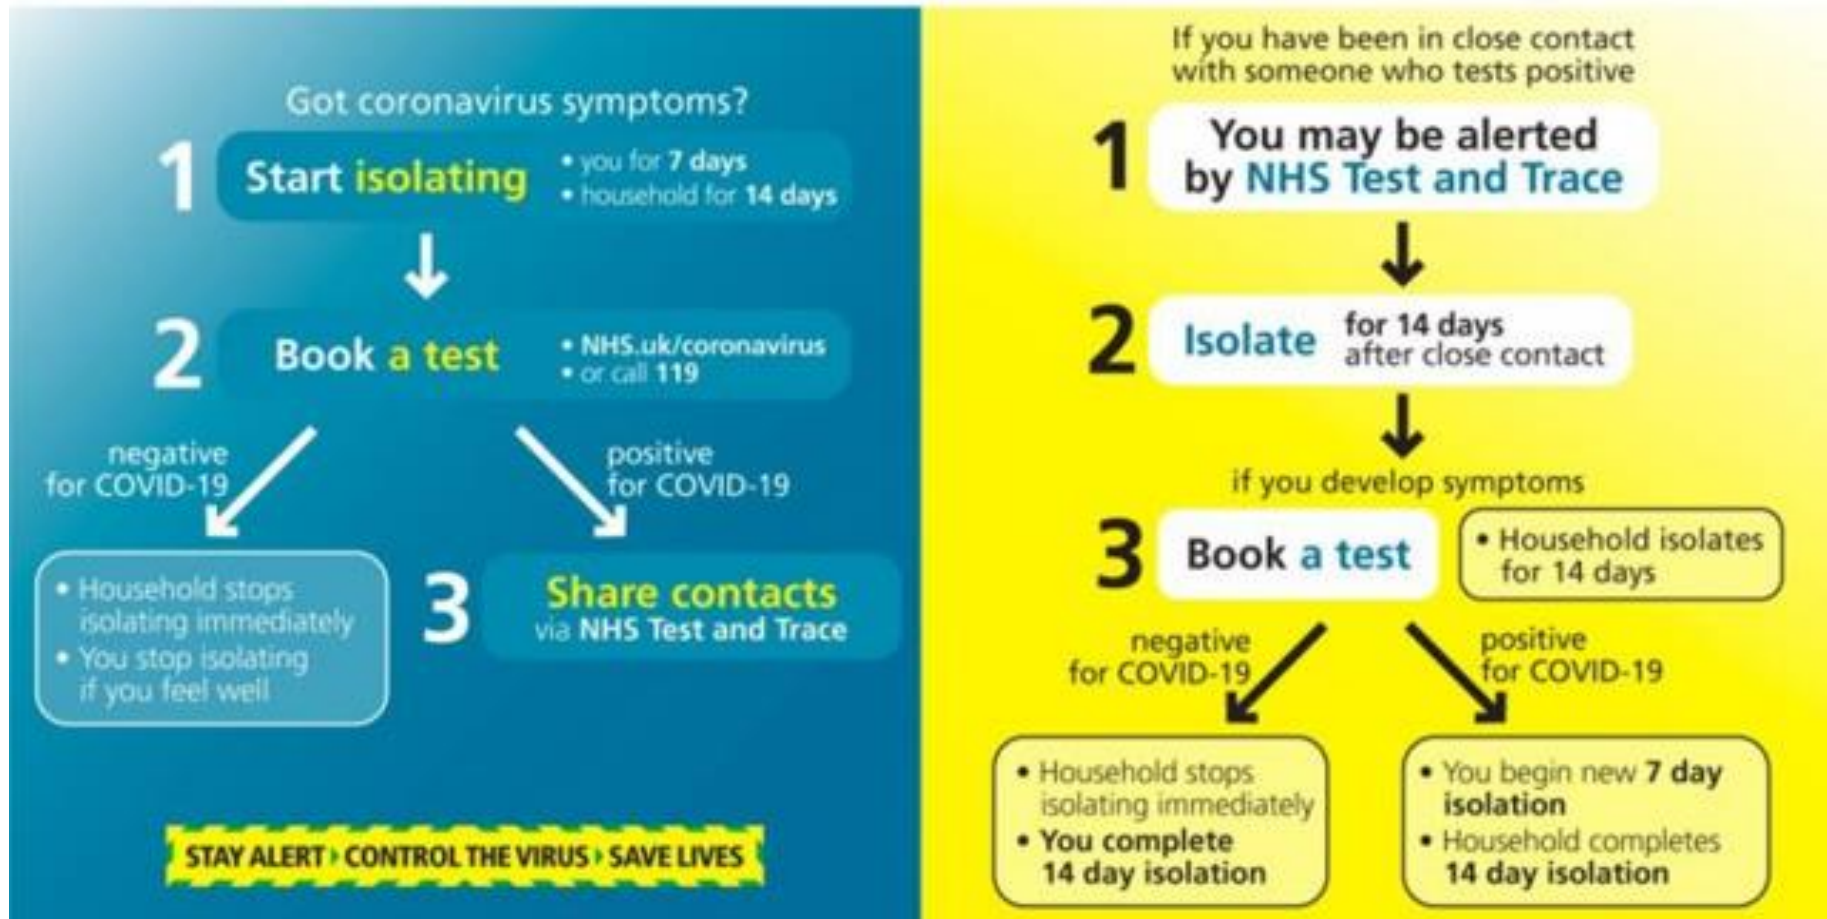 Got coronavirus symptoms?
1
Start isolating
• you for 7 days
• household for 14 days
2
Book a test
• NHS.uk/coronavirus
• or call 119
negative
for COVID-19
positive
for COVID-19
• Household stops
isolating immediately
• You stop isolating
if you feel well
3
Share contacts
via NHS Test and Trace
STAY ALERT CONTROL THE VIRUS SAVE LIVES
If you have been in close contact
with someone who tests positive
1
You may be alerted
by NHS Test and Trace
2
Isolate
for 14 days
after close contact
if you develop symptoms
3
Book a test
• Household isolates
for 14 days
negative
for COVID-19
positive
for COVID-19
• Household stops
isolating immediately
• You complete
14 day isolation
• You begin new 7 day
isolation
• Household completes
14 day isolation